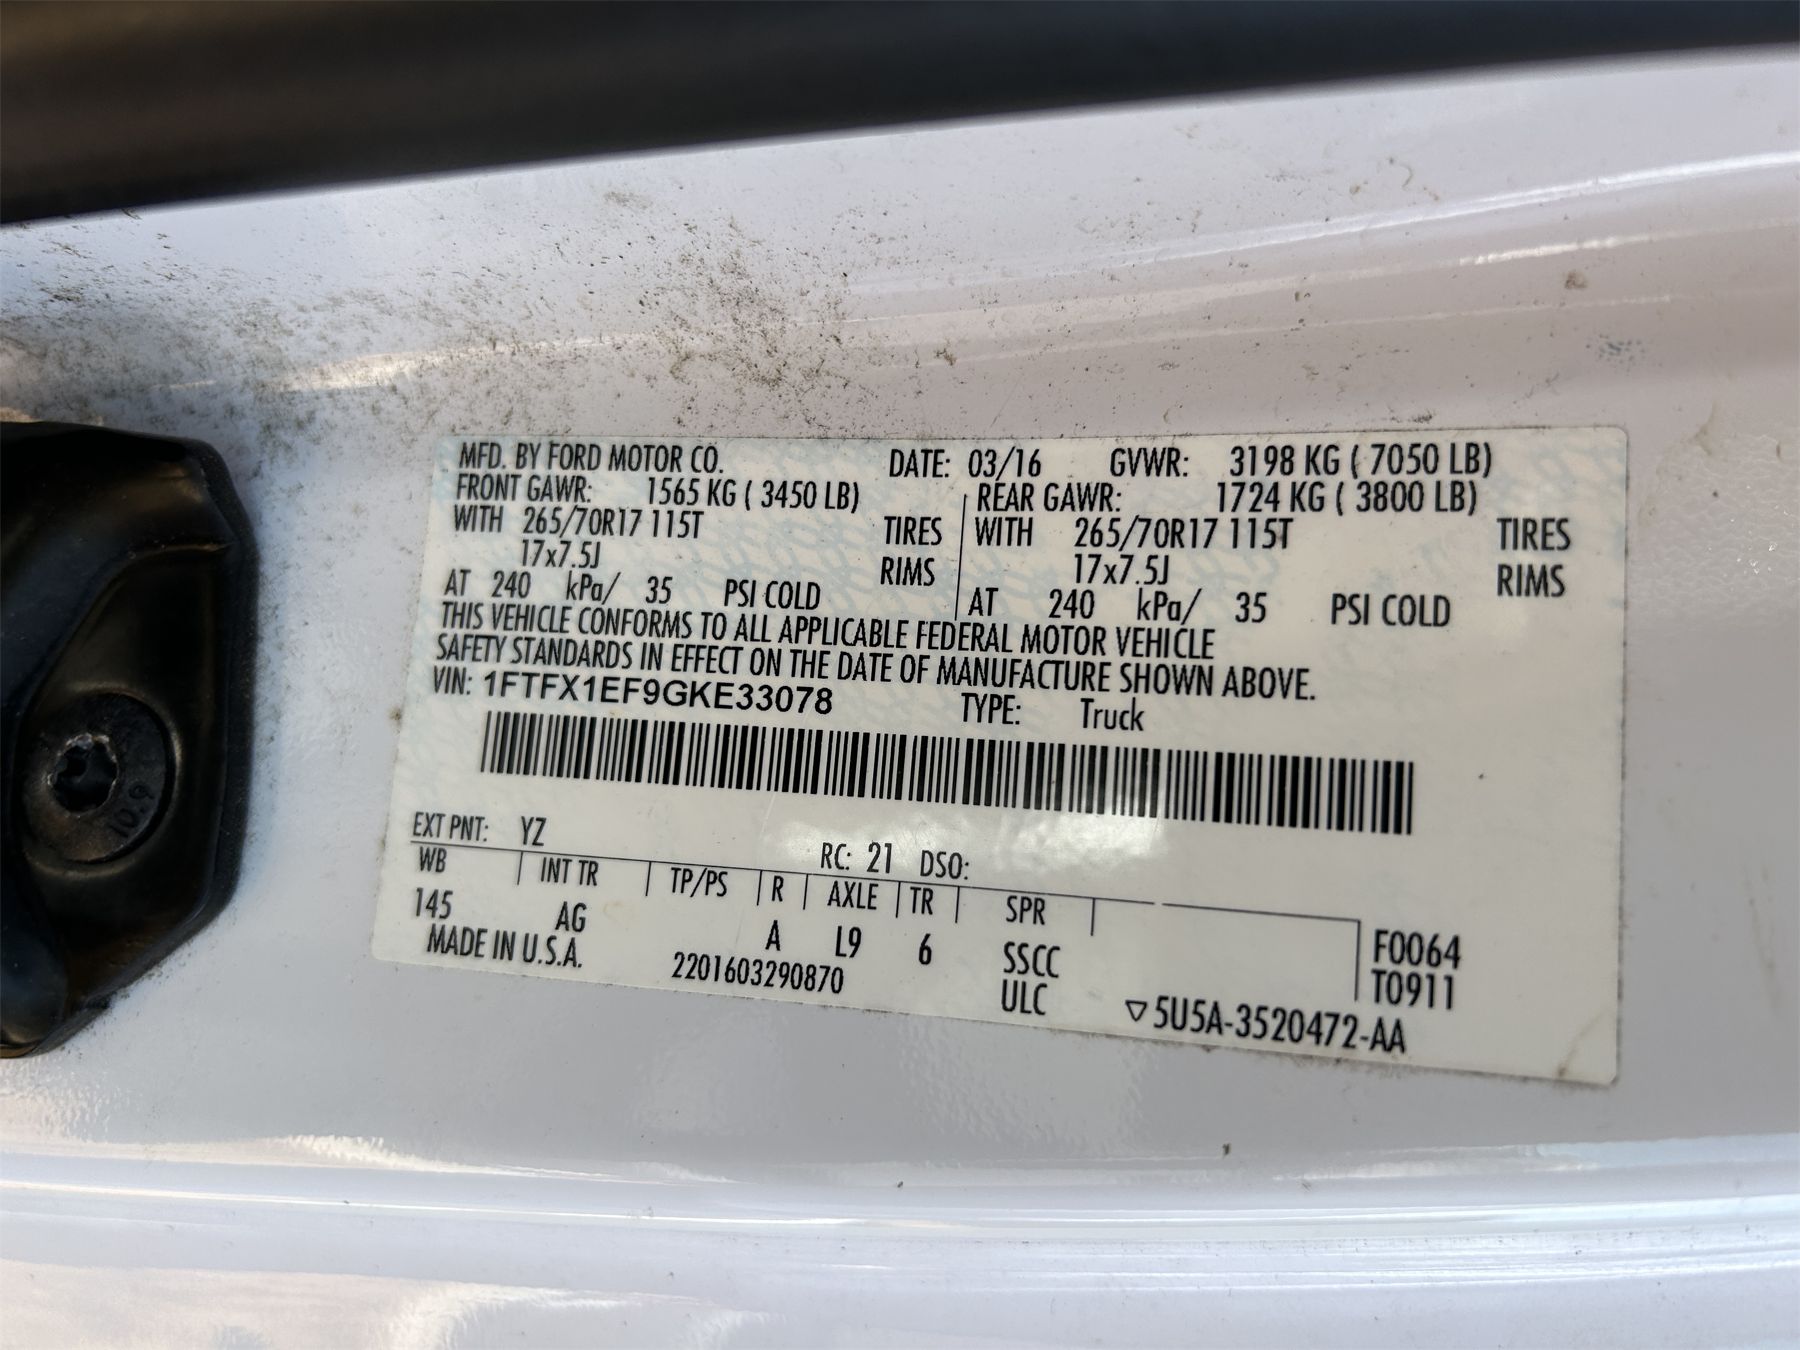 MFD. BY FORD MOTOR CO. DATE: 03/16 GVWR: 3198 KG ( 7050 LB)
FRONT GAWR: 1565 KG ( 3450 LB) REAR GAWR: 1724 KG ( 3800 LB)
WITH 265/70R17 115T TIRES WITH 265/70R17 115T TIRES
17x7.5J RIMS 17x7.5J RIMS
AT 240 kPa/ 35 PSI COLD AT 240 kPa/ 35 PSI COLD
THIS VEHICLE CONFORMS TO ALL APPLICABLE FEDERAL MOTOR VEHICLE
SAFETY STANDARDS IN EFFECT ON THE DATE OF MANUFACTURE SHOWN ABOVE.
VIN: 1FTFX1EF9GKE33078 TYPE: Truck
EXT PNT: YZ RC: 21 DSO:
WB INT TR TP/PS R AXLE TR SPR
145 AG A L9 6 SSCC F0064
MADE IN U.S.A. 2201603290870 ULC T0911
▽5U5A-3520472-AA
10.9